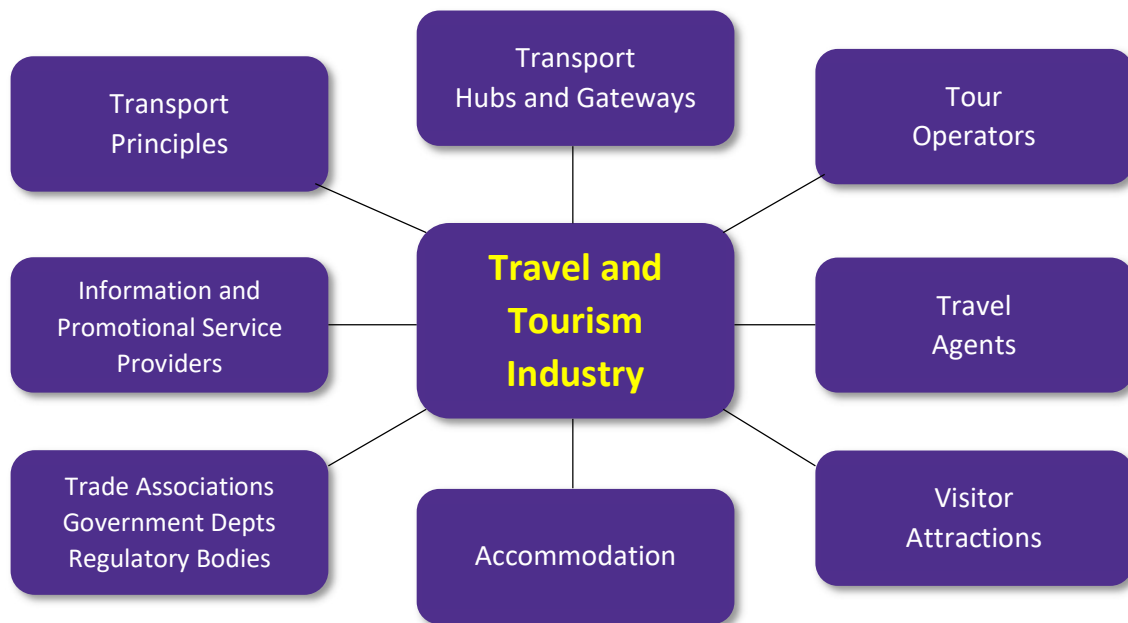 Transport
Principles
Transport
Hubs and Gateways
Tour
Operators
Information and
Promotional Service
Providers
Travel and
Tourism
Industry
Travel
Agents
Trade Associations
Government Depts
Regulatory Bodies
Accommodation
Visitor
Attractions